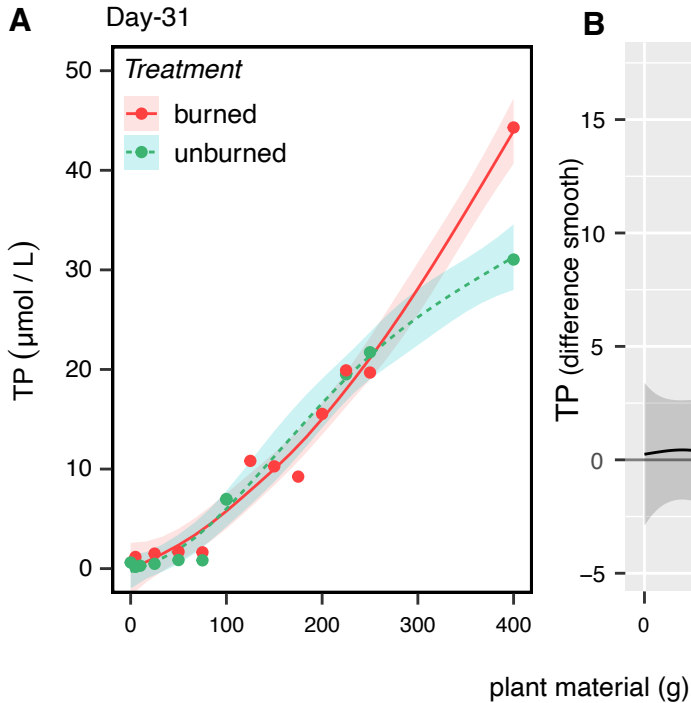 A
Day-31
Treatment
burned
unburned
50
40
30
20
10
0
TP (µmol / L)
0
100
200
300
400
B
15
10
5
0
−5
TP (difference smooth)
0
plant material (g)